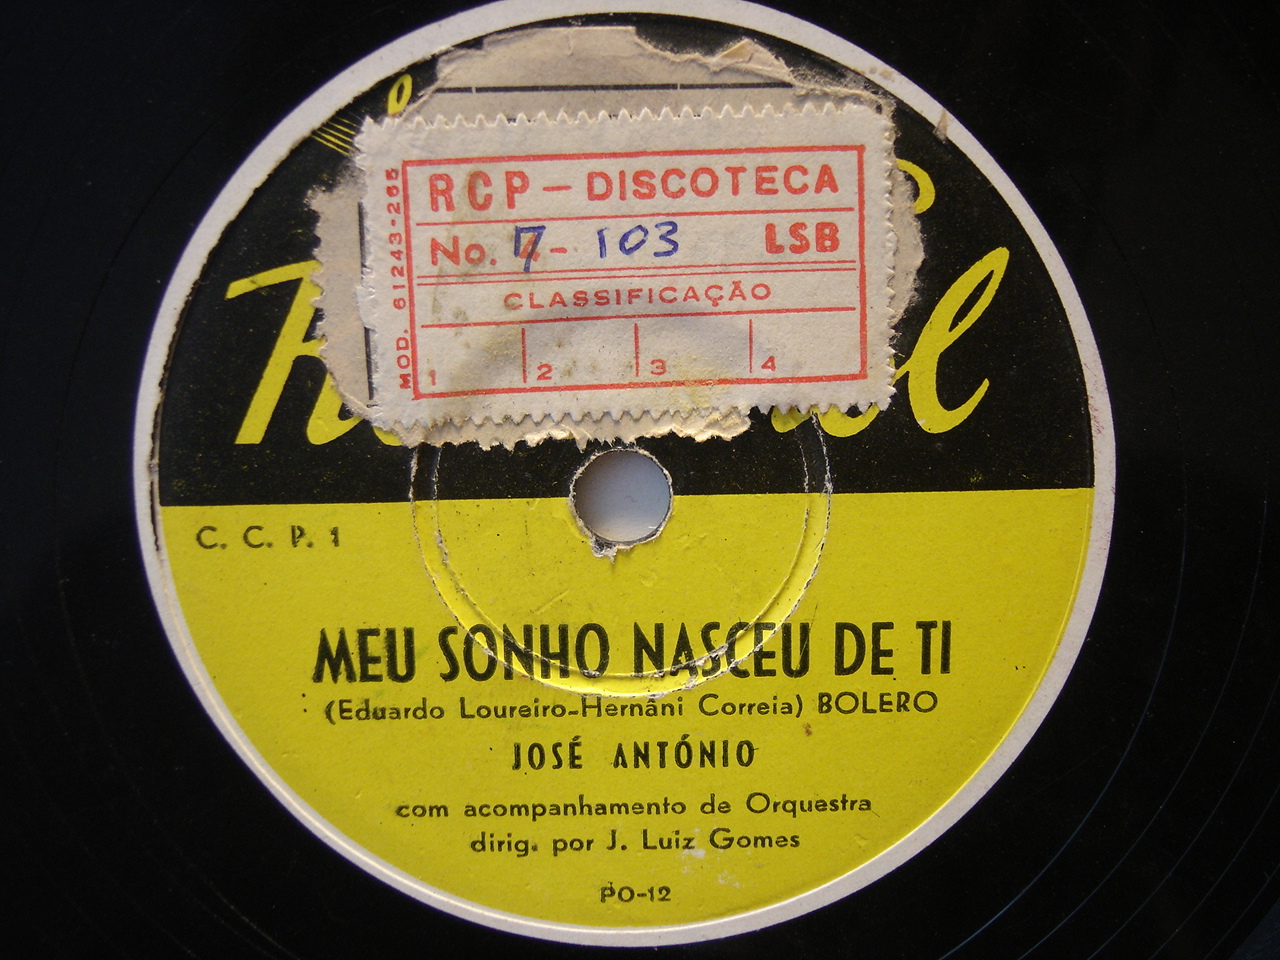 RCP - DISCOTECA
No. 7- 103 LSB
CLASSIFICAÇÃO
1 2 3 4
MOD. 61243-265
C. C. P. 1
MEU SONHO NASCEU DE TI
(Eduardo Loureiro-Hernâni Correia) BOLERO
JOSÉ ANTÓNIO
com acompanhamento de Orquestra
dirig. por J. Luiz Gomes
PO-12